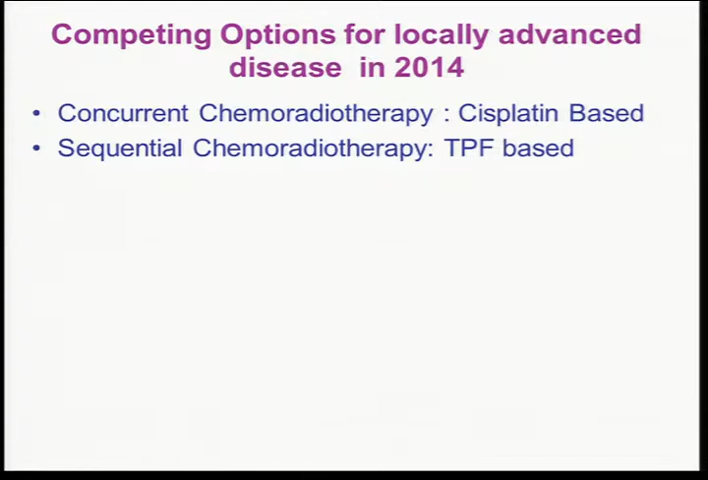 Competing Options for locally advanced
disease in 2014
• Concurrent Chemoradiotherapy : Cisplatin Based
• Sequential Chemoradiotherapy: TPF based